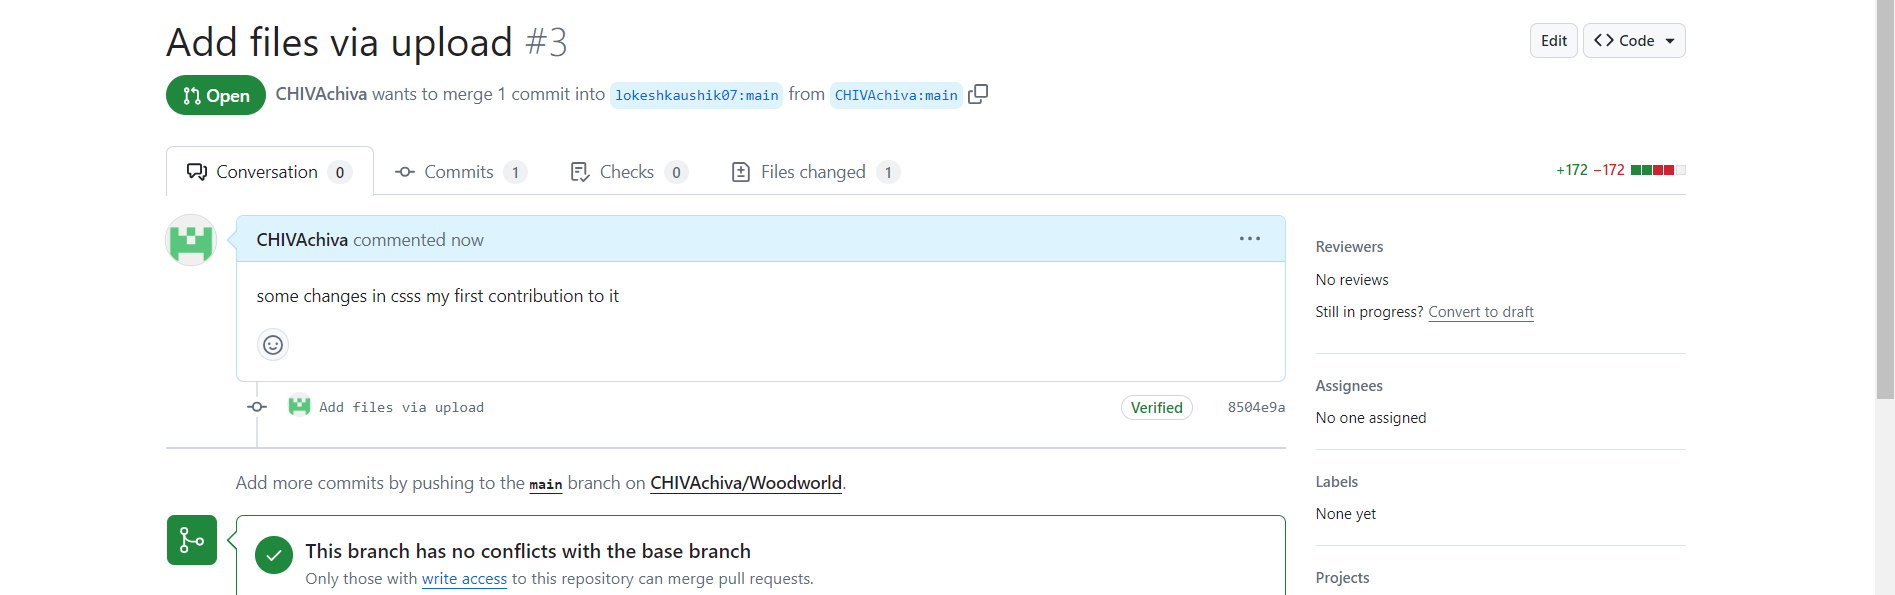 Add files via upload #3
Edit
Code
Open
CHIVAchiva wants to merge 1 commit into lokeshkaushik07:main from CHIVAchiva:main
Conversation 0
Commits 1
Checks 0
Files changed 1
+172 −172
CHIVAchiva commented now
some changes in csss my first contribution to it
Add files via upload
Verified
8504e9a
Add more commits by pushing to the main branch on CHIVAchiva/Woodworld.
This branch has no conflicts with the base branch
Only those with write access to this repository can merge pull requests.
Reviewers
No reviews
Still in progress? Convert to draft
Assignees
No one assigned
Labels
None yet
Projects